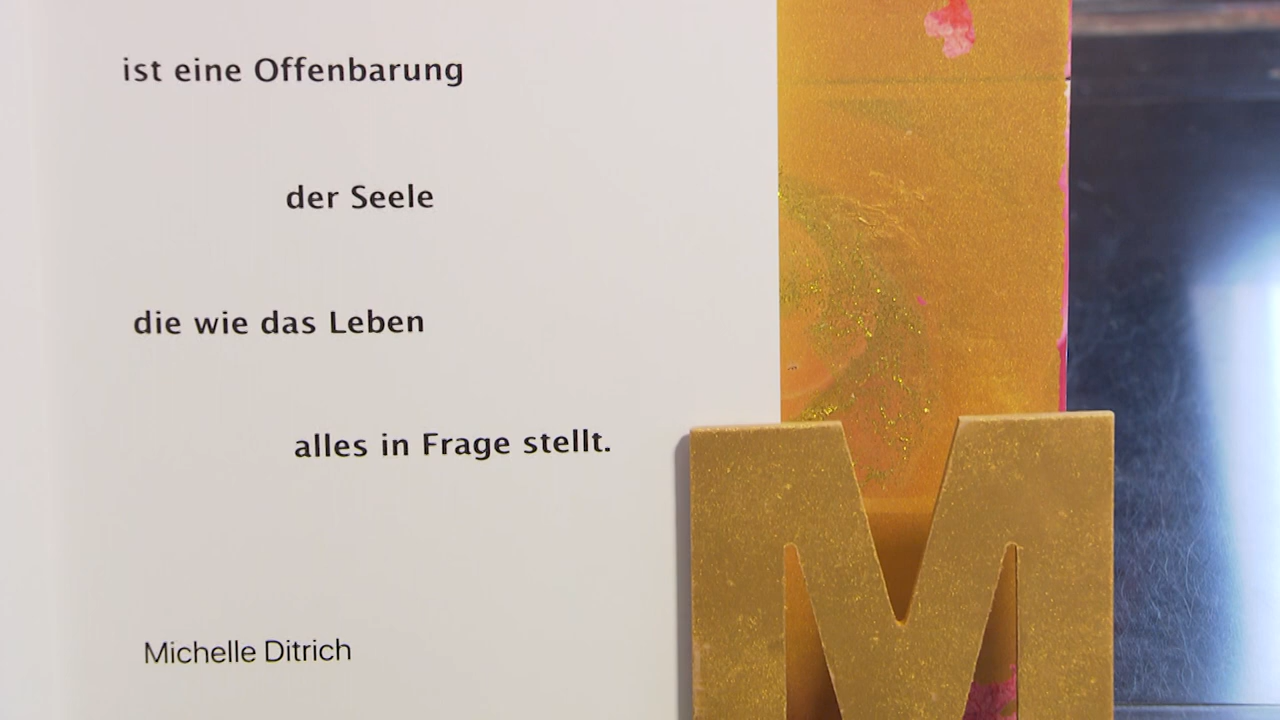 ist eine Offenbarung
der Seele
die wie das Leben
alles in Frage stellt.
Michelle Ditrich
M